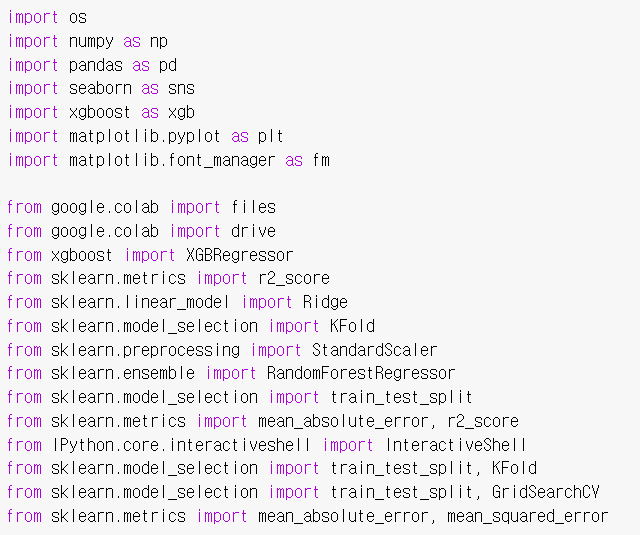 import os
import numpy as np
import pandas as pd
import seaborn as sns
import xgboost as xgb
import matplotlib.pyplot as plt
import matplotlib.font_manager as fm
from google.colab import files
from google.colab import drive
from xgboost import XGBRegressor
from sklearn.metrics import r2_score
from sklearn.linear_model import Ridge
from sklearn.model_selection import KFold
from sklearn.preprocessing import StandardScaler
from sklearn.ensemble import RandomForestRegressor
from sklearn.model_selection import train_test_split
from sklearn.metrics import mean_absolute_error, r2_score
from IPython.core.interactiveshell import InteractiveShell
from sklearn.model_selection import train_test_split, KFold
from sklearn.model_selection import train_test_split, GridSearchCV
from sklearn.metrics import mean_absolute_error, mean_squared_error